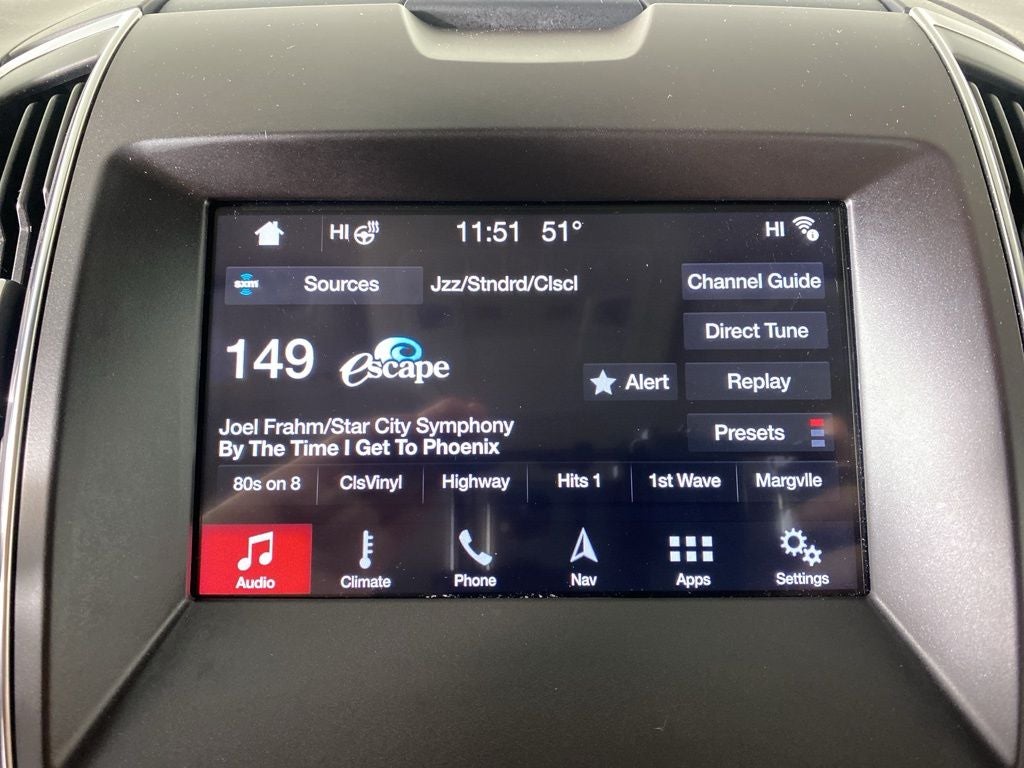 HI 11:51 51° HI
sxm Sources Jzz/Stndrd/Clscl Channel Guide
Direct Tune
149 escape
Alert Replay
Presets
Joel Frahm/Star City Symphony
By The Time I Get To Phoenix
80s on 8 ClsVinyl Highway Hits 1 1st Wave Margvlle
Audio Climate Phone Nav Apps Settings